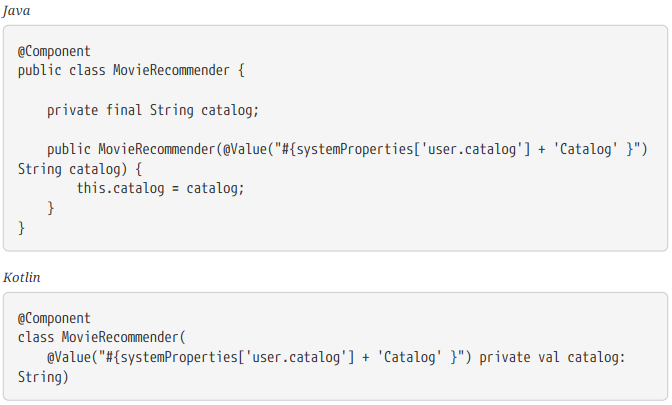 Java
@Component
public class MovieRecommender {
    private final String catalog;
    public MovieRecommender(@Value("#{systemProperties['user.catalog'] + 'Catalog' }")
String catalog) {
        this.catalog = catalog;
    }
}
Kotlin
@Component
class MovieRecommender(
    @Value("#{systemProperties['user.catalog'] + 'Catalog' }") private val catalog:
String)